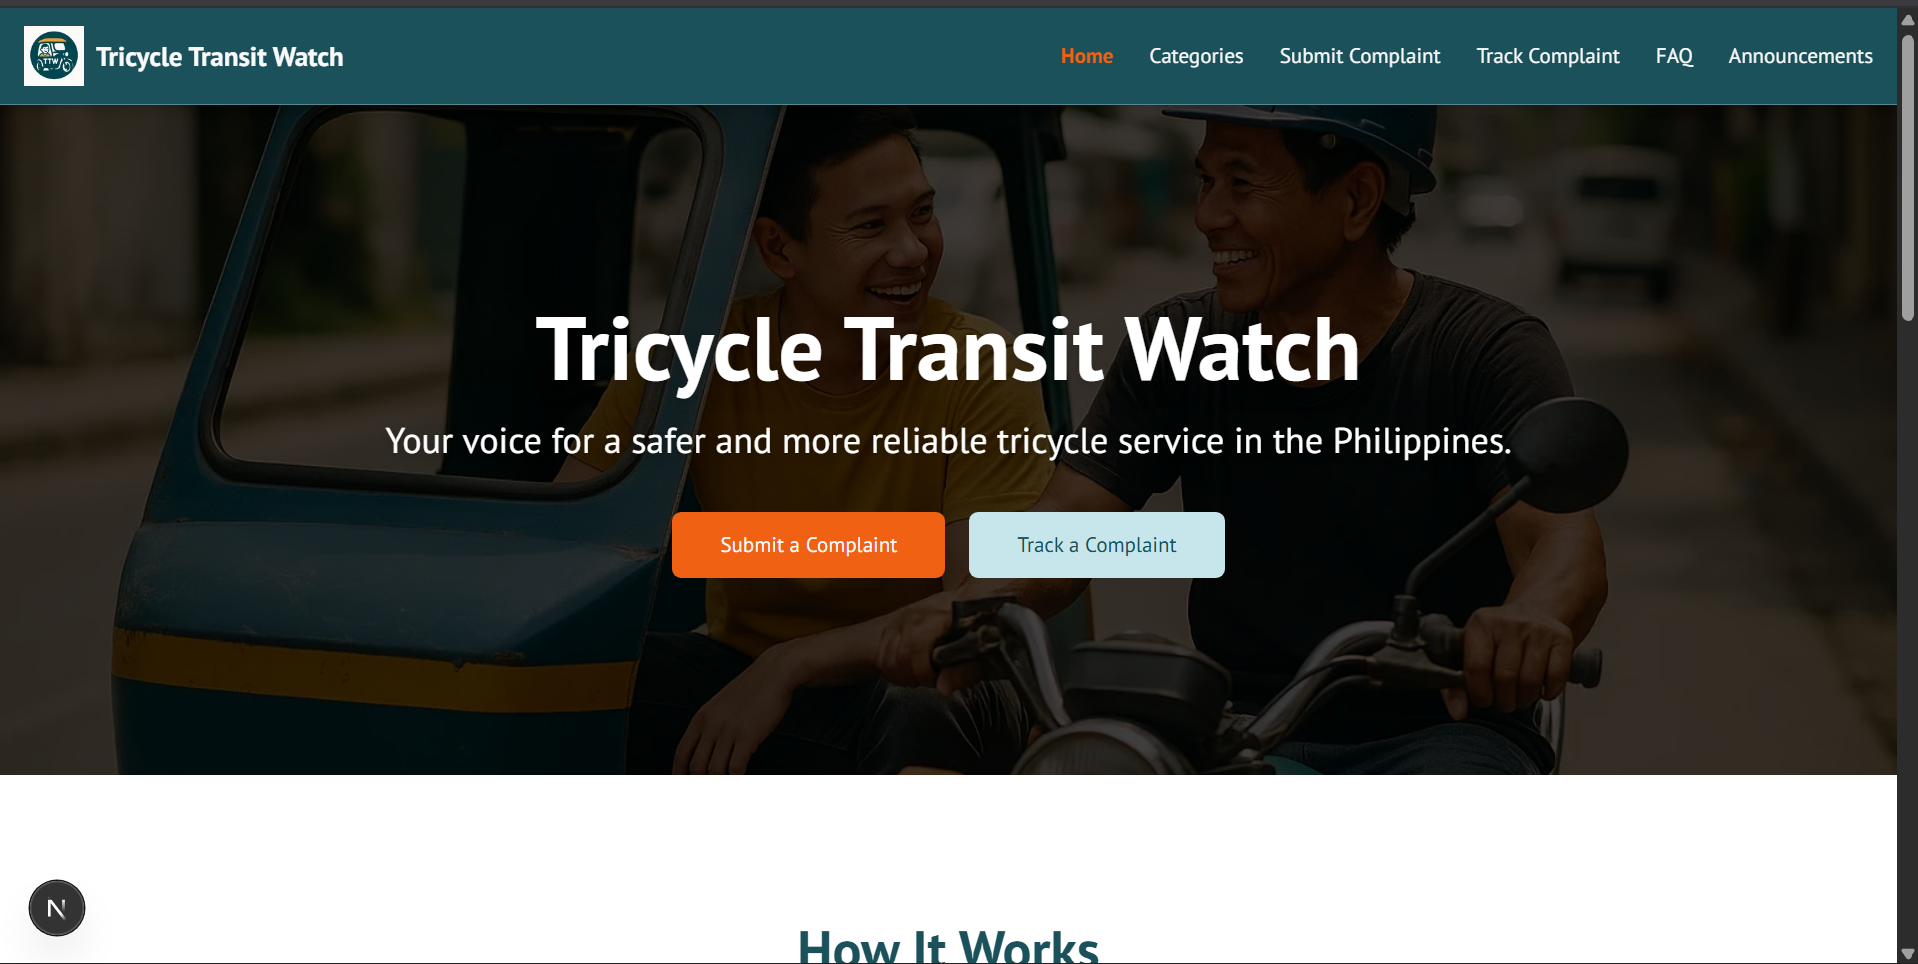 TTW
Tricycle Transit Watch
Home
Categories
Submit Complaint
Track Complaint
FAQ
Announcements
Tricycle Transit Watch
Your voice for a safer and more reliable tricycle service in the Philippines.
Submit a Complaint
Track a Complaint
N
How It Works